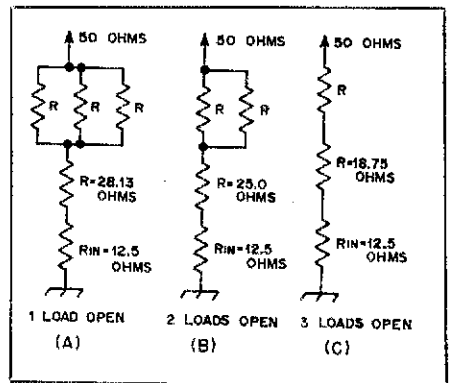 50 OHMS
R
R
R
R=28.13
OHMS
RIN=12.5
OHMS
1 LOAD OPEN
(A)
50 OHMS
R
R
R=25.0
OHMS
RIN=12.5
OHMS
2 LOADS OPEN
(B)
50 OHMS
R
R=18.75
OHMS
RIN=12.5
OHMS
3 LOADS OPEN
(C)